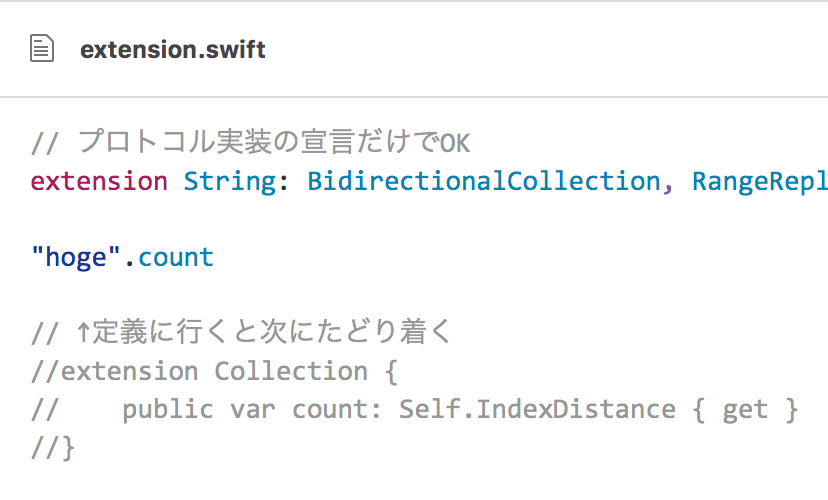 extension.swift
// プロトコル実装の宣言だけでOK
extension String: BidirectionalCollection, RangeRepl
"hoge".count
// ↑定義に行くと次にたどり着く
//extension Collection {
//    public var count: Self.IndexDistance { get }
//}